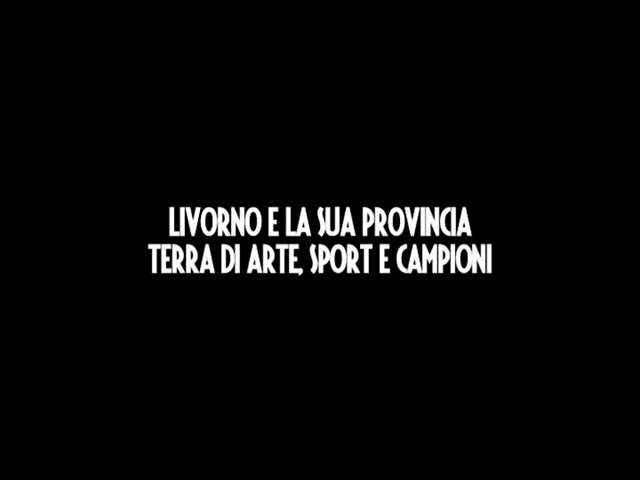 LIVORNO E LA SUA PROVINCIA
TERRA DI ARTE, SPORT E CAMPIONI